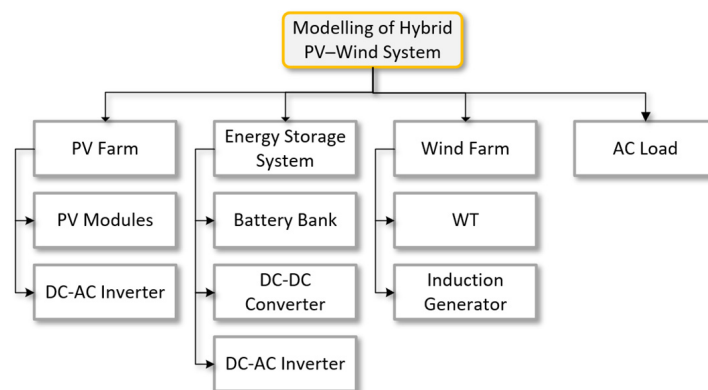 Modelling of Hybrid
PV–Wind System
PV Farm
Energy Storage
System
Wind Farm
AC Load
PV Modules
Battery Bank
WT
DC-AC Inverter
DC-DC
Converter
Induction
Generator
DC-AC Inverter